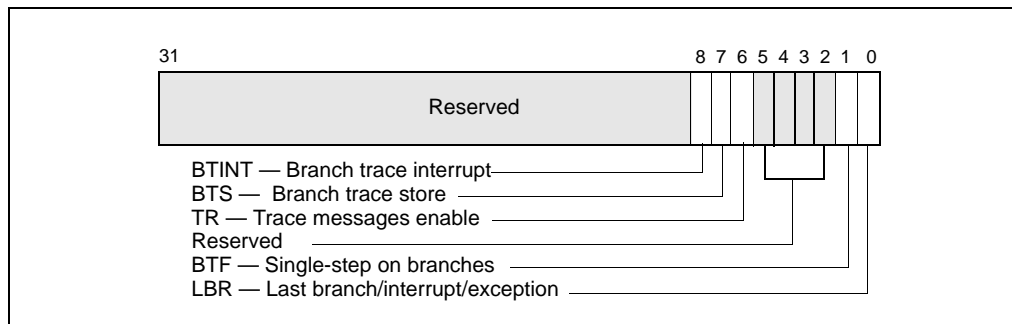 31 8 7 6 5 4 3 2 1 0
Reserved
BTINT — Branch trace interrupt
BTS — Branch trace store
TR — Trace messages enable
Reserved
BTF — Single-step on branches
LBR — Last branch/interrupt/exception